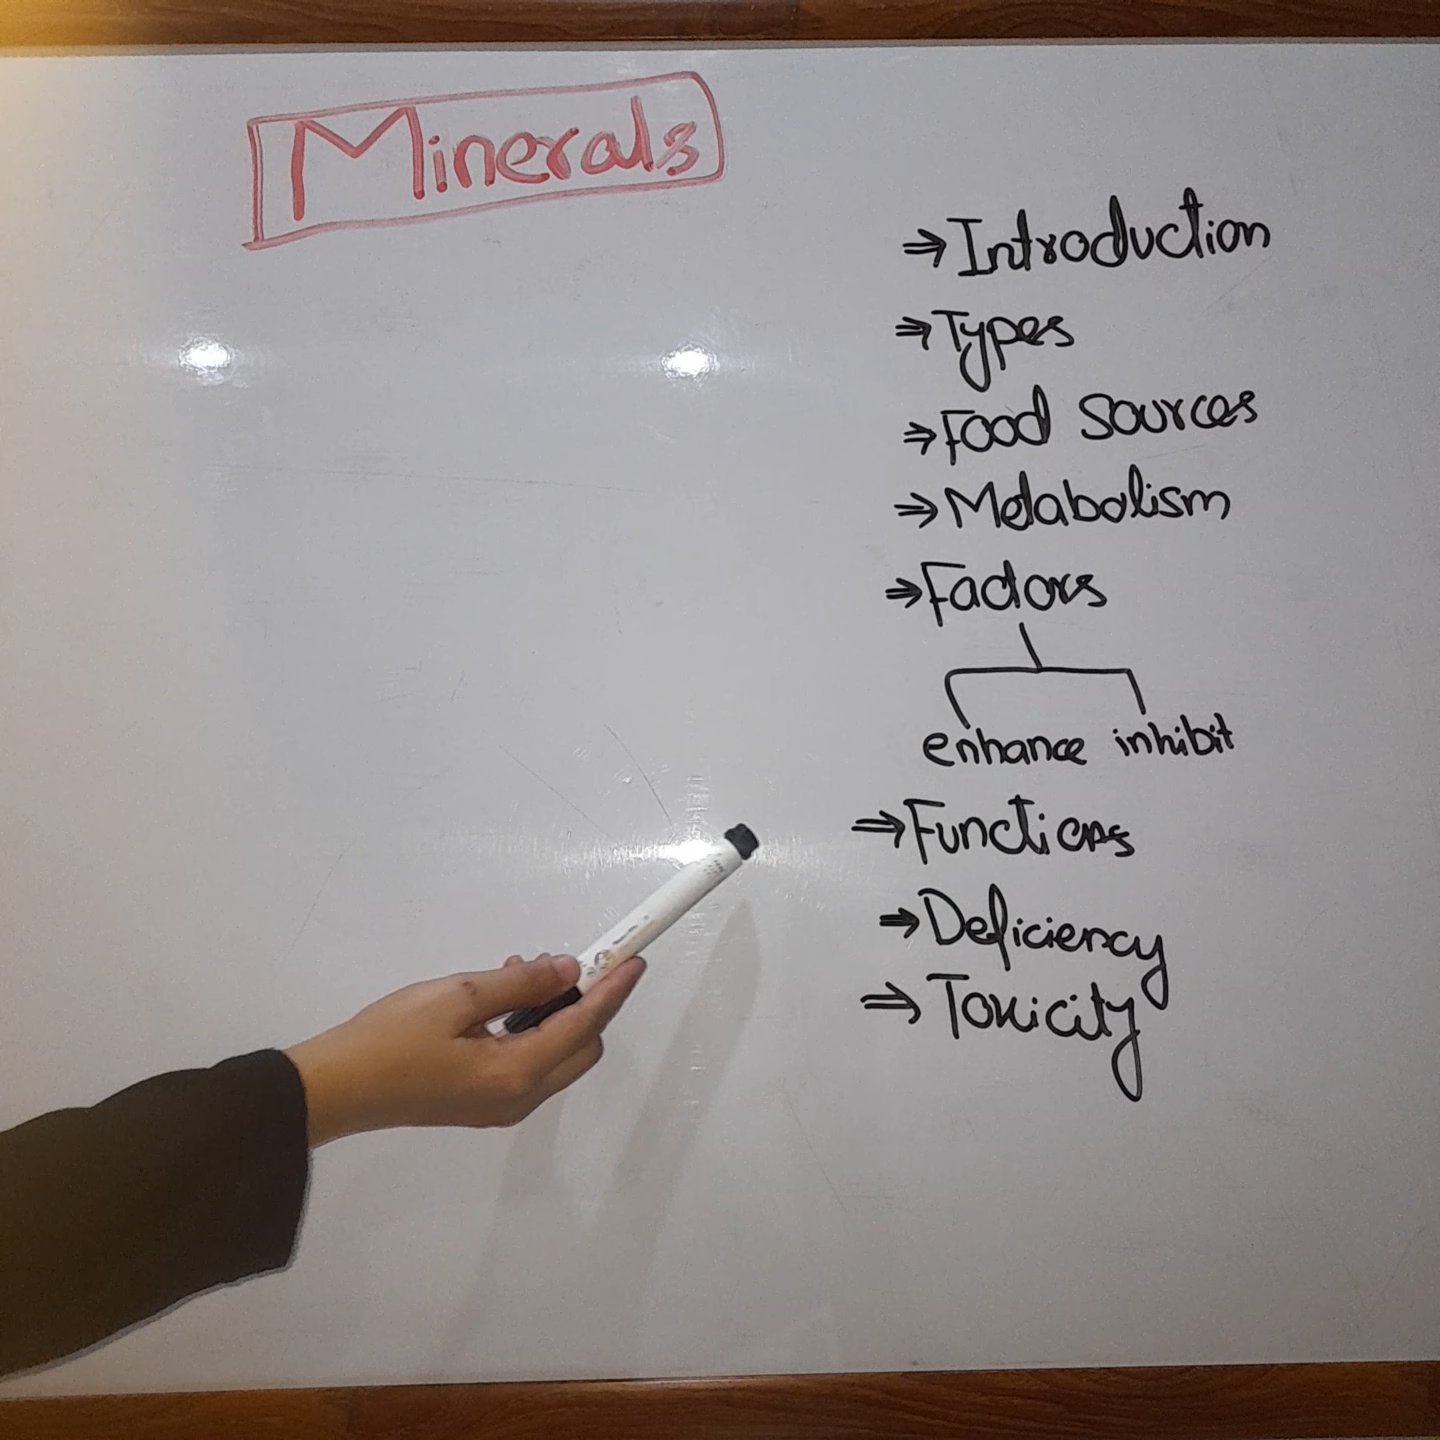 Minerals
⇒ Introduction
⇒ Types
⇒ Food Sources
⇒ Metabolism
⇒ Factors
enhance inhibit
⇒ Functions
⇒ Deficiency
⇒ Toxicity